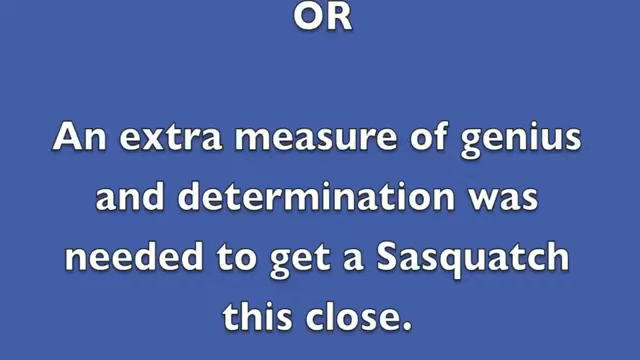 OR
An extra measure of genius
and determination was
needed to get a Sasquatch
this close.